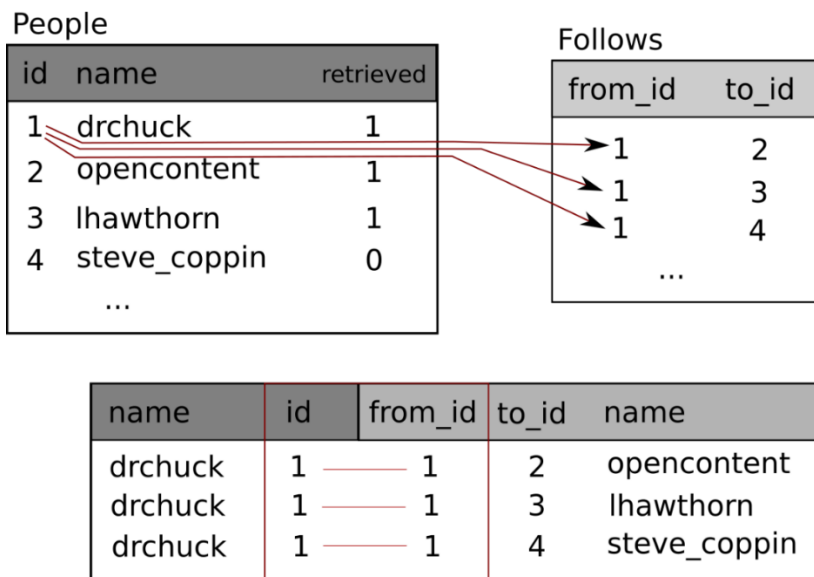 People
id name retrieved
1 drchuck 1
2 opencontent 1
3 lhawthorn 1
4 steve_coppin 0
...
Follows
from_id to_id
1 2
1 3
1 4
...
name id from_id to_id name
drchuck 1 1 2 opencontent
drchuck 1 1 3 lhawthorn
drchuck 1 1 4 steve_coppin